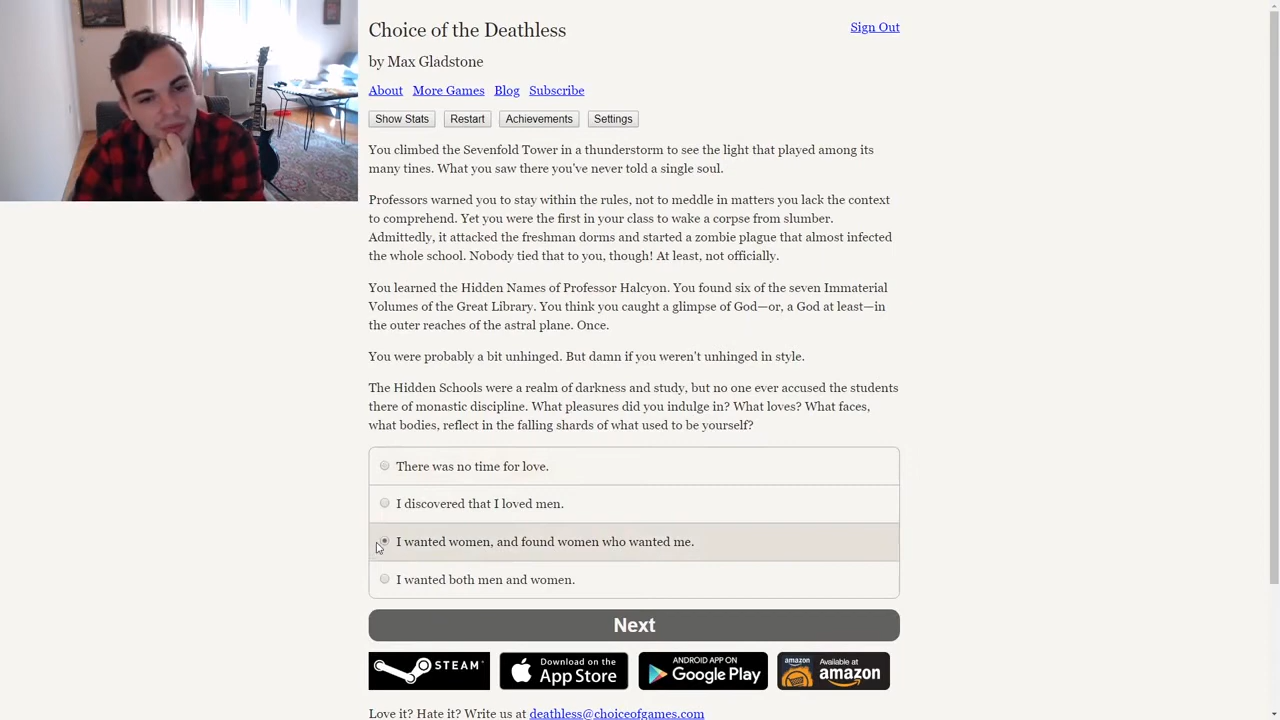 Choice of the Deathless
Sign Out
by Max Gladstone
About More Games Blog Subscribe
Show Stats Restart Achievements Settings
You climbed the Sevenfold Tower in a thunderstorm to see the light that played among its
many tines. What you saw there you've never told a single soul.
Professors warned you to stay within the rules, not to meddle in matters you lack the context
to comprehend. Yet you were the first in your class to wake a corpse from slumber.
Admittedly, it attacked the freshman dorms and started a zombie plague that almost infected
the whole school. Nobody tied that to you, though! At least, not officially.
You learned the Hidden Names of Professor Halcyon. You found six of the seven Immaterial
Volumes of the Great Library. You think you caught a glimpse of God—or, a God at least—in
the outer reaches of the astral plane. Once.
You were probably a bit unhinged. But damn if you weren't unhinged in style.
The Hidden Schools were a realm of darkness and study, but no one ever accused the students
there of monastic discipline. What pleasures did you indulge in? What loves? What faces,
what bodies, reflect in the falling shards of what used to be yourself?
There was no time for love.
I discovered that I loved men.
I wanted women, and found women who wanted me.
I wanted both men and women.
Next
STEAM
Download on the
App Store
ANDROID APP ON
Google Play
amazon
Available at
amazon
Love it? Hate it? Write us at deathless@choiceofgames.com